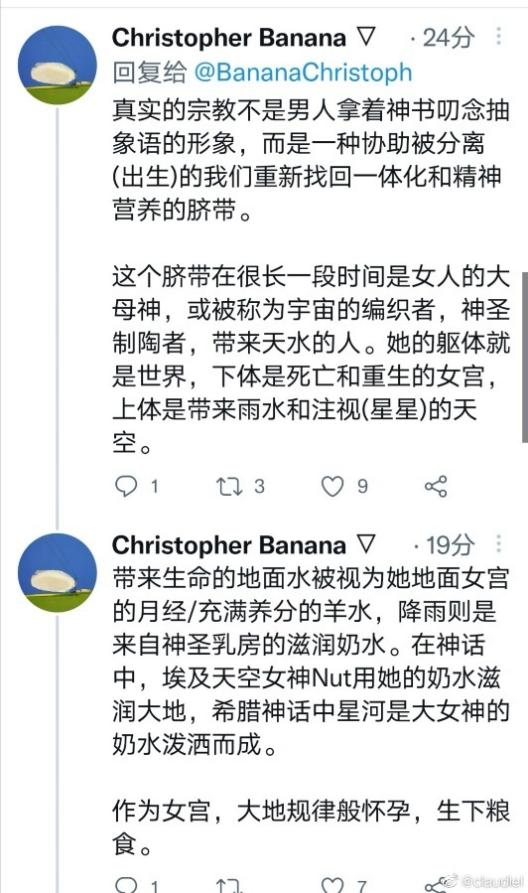 Christopher Banana ▽ · 24分
回复给 @BananaChristoph
真实的宗教不是男人拿着神书叨念抽
象语的形象，而是一种协助被分离
(出生)的我们重新找回一体化和精神
营养的脐带。
这个脐带在很长一段时间是女人的大
母神，或被称为宇宙的编织者，神圣
制陶者，带来天水的人。她的躯体就
是世界，下体是死亡和重生的女宫，
上体是带来雨水和注视(星星)的天
空。
1 3 9
Christopher Banana ▽ · 19分
带来生命的地面水被视为她地面女宫
的月经/充满养分的羊水，降雨则是
来自神圣乳房的滋润奶水。在神话
中，埃及天空女神Nut用她的奶水滋
润大地，希腊神话中星河是大女神的
奶水泼洒而成。
作为女宫，大地规律般怀孕，生下粮
食。
1 7